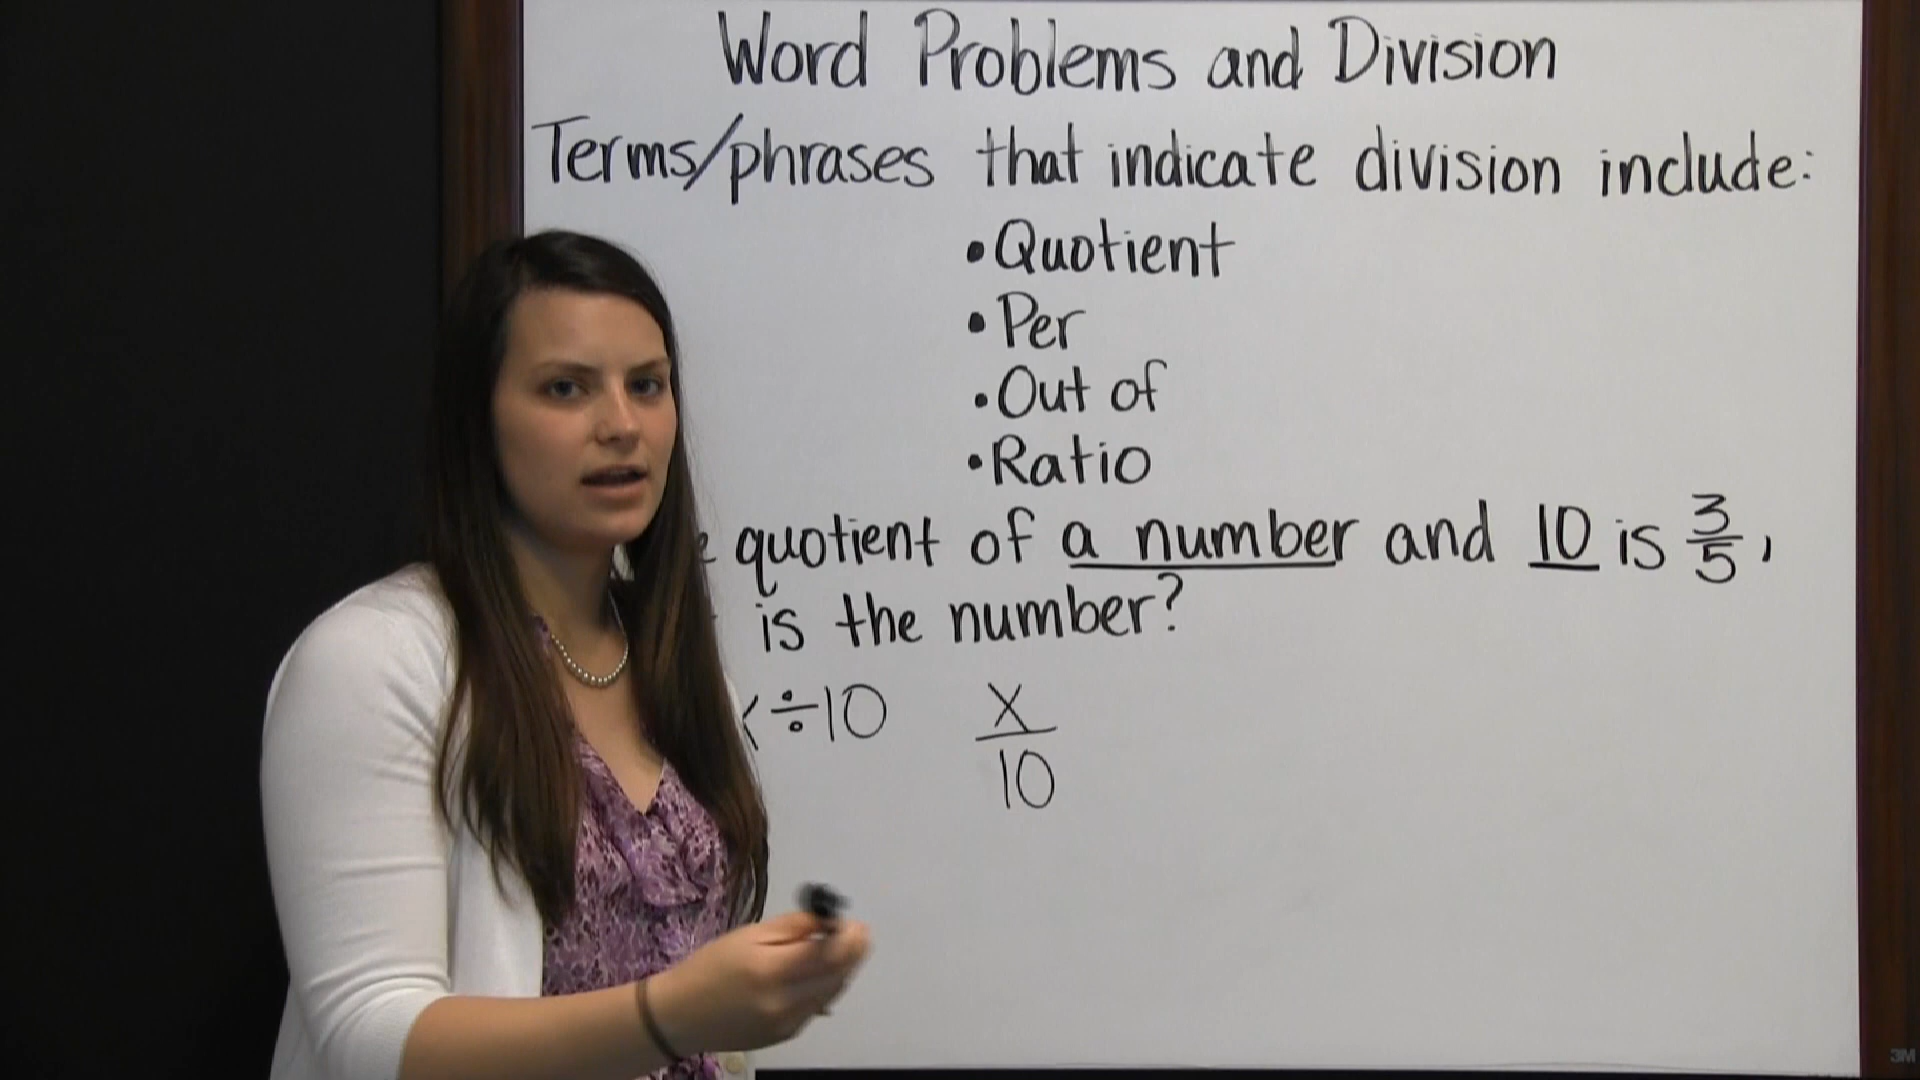 Word Problems and Division
Terms/phrases that indicate division include:
•Quotient
•Per
•Out of
•Ratio
quotient of a number and 10 is 3/5,
is the number?
÷10
x
10
3M